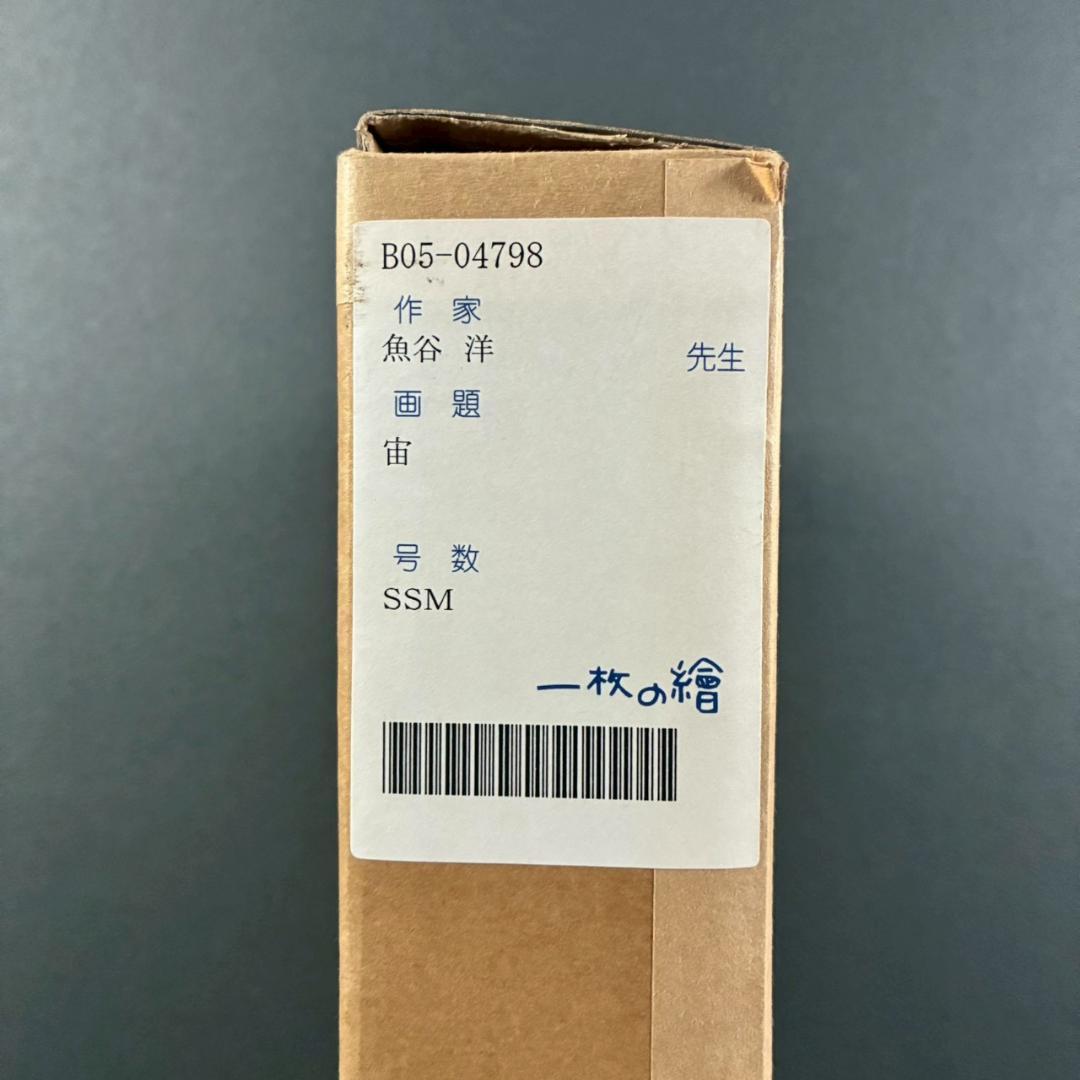 B05-04798
作 家
魚谷 洋 先生
画 題
宙
号 数
SSM
一枚の繪